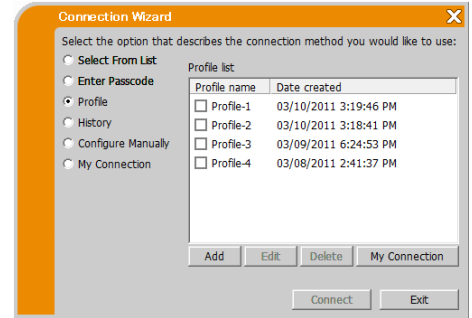 Connection Wizard
Select the option that describes the connection method you would like to use:
Select From List
Enter Passcode
Profile
History
Configure Manually
My Connection
Profile list
Profile name Date created
Profile-1 03/10/2011 3:19:46 PM
Profile-2 03/10/2011 3:18:41 PM
Profile-3 03/09/2011 6:24:53 PM
Profile-4 03/08/2011 2:41:37 PM
Add Edit Delete My Connection
Connect Exit